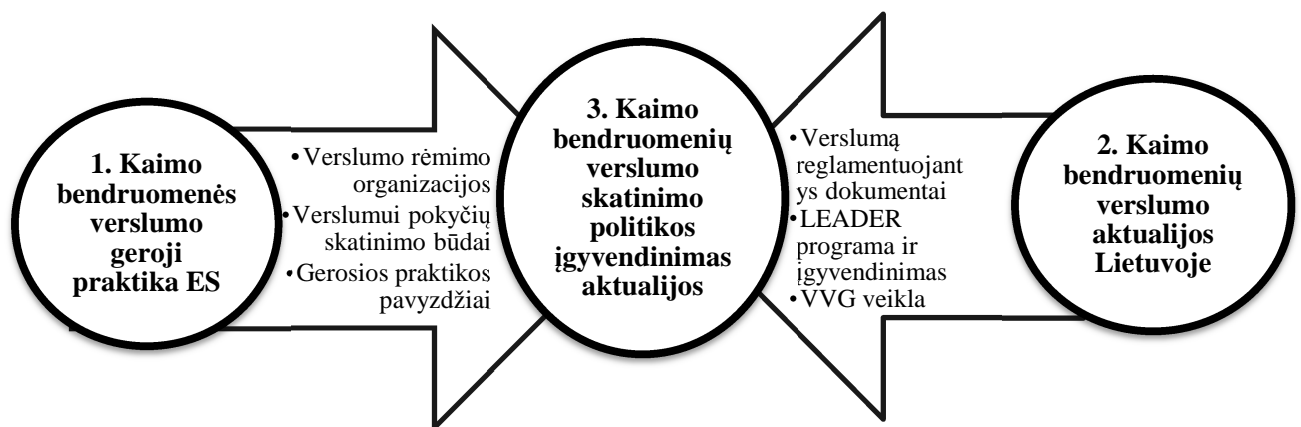 1. Kaimo
bendruomenės
verslumo
geroji
praktika ES
•Verslumo rėmimo
organizacijos
•Verslumui pokyčių
skatinimo būdai
•Gerosios praktikos
pavyzdžiai
3. Kaimo
bendruomenių
verslumo
skatinimo
politikos
įgyvendinimas
aktualijos
•Verslumą
reglamentuojant
ys dokumentai
•LEADER
programa ir
įgyvendinimas
•VVG veikla
2. Kaimo
bendruomenių
verslumo
aktualijos
Lietuvoje